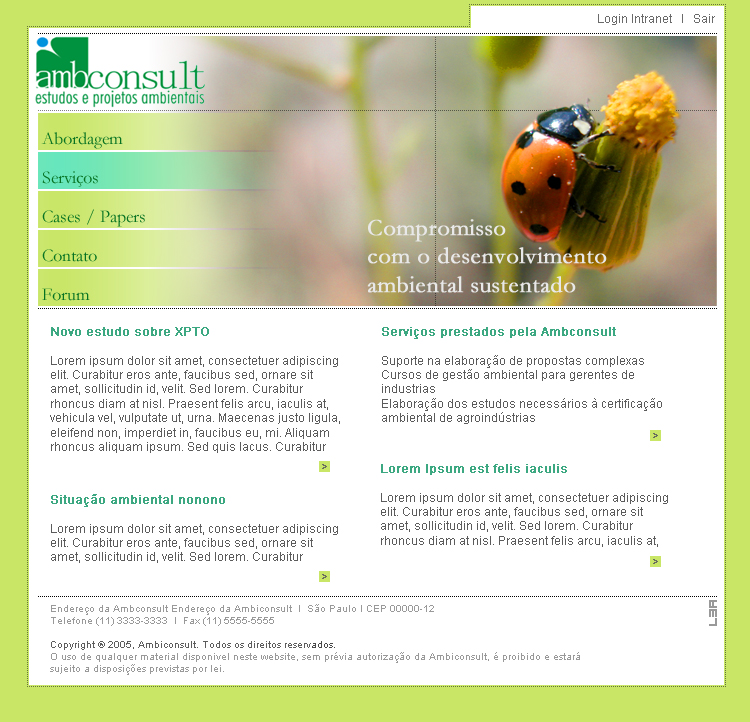 Login Intranet | Sair
ambconsult
estudos e projetos ambientais
Abordagem
Serviços
Cases / Papers
Contato
Forum
Compromisso
com o desenvolvimento
ambiental sustentado
Novo estudo sobre XPTO
Lorem ipsum dolor sit amet, consectetuer adipiscing
elit. Curabitur eros ante, faucibus sed, ornare sit
amet, sollicitudin id, velit. Sed lorem. Curabitur
rhoncus diam at nisl. Praesent felis arcu, iaculis at,
vehicula vel, vulputate ut, urna. Maecenas justo ligula,
eleifend non, imperdiet in, faucibus eu, mi. Aliquam
rhoncus aliquam ipsum. Sed quis lacus. Curabitur
>
Situação ambiental nonono
Lorem ipsum dolor sit amet, consectetuer adipiscing
elit. Curabitur eros ante, faucibus sed, ornare sit
amet, sollicitudin id, velit. Sed lorem. Curabitur
>
Serviços prestados pela Ambconsult
Suporte na elaboração de propostas complexas
Cursos de gestão ambiental para gerentes de
industrias
Elaboração dos estudos necessários à certificação
ambiental de agroindústrias
>
Lorem Ipsum est felis iaculis
Lorem ipsum dolor sit amet, consectetuer adipiscing
elit. Curabitur eros ante, faucibus sed, ornare sit
amet, sollicitudin id, velit. Sed lorem. Curabitur
rhoncus diam at nisl. Praesent felis arcu, iaculis at,
>
Endereço da Ambconsult Endereço da Ambiconsult | São Paulo | CEP 00000-12
Telefone (11) 3333-3333 | Fax (11) 5555-5555
Copyright © 2005, Ambiconsult. Todos os direitos reservados.
O uso de qualquer material disponível neste website, sem prévia autorização da Ambiconsult, é proibido e estará
sujeito a disposições previstas por lei.